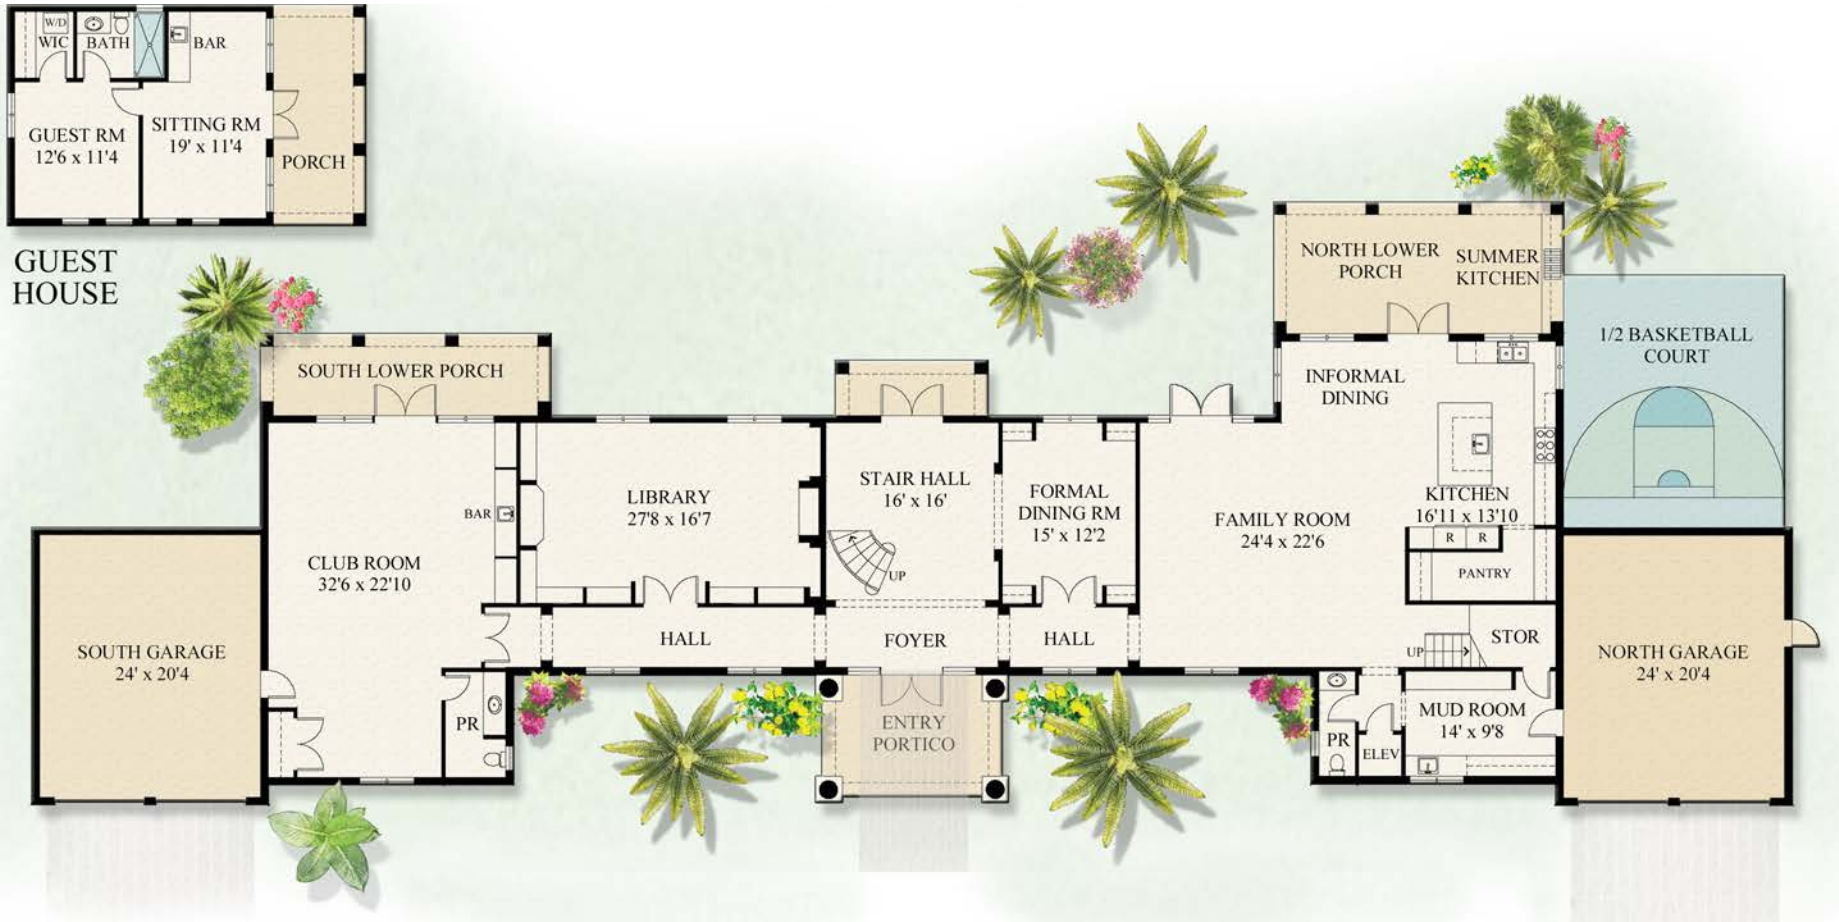 W/D
WIC
BATH
BAR
GUEST RM
12'6 x 11'4
SITTING RM
19' x 11'4
PORCH
GUEST
HOUSE
SOUTH LOWER PORCH
NORTH LOWER
PORCH
SUMMER
KITCHEN
1/2 BASKETBALL
COURT
INFORMAL
DINING
BAR
LIBRARY
27'8 x 16'7
STAIR HALL
16' x 16'
UP
FORMAL
DINING RM
15' x 12'2
FAMILY ROOM
24'4 x 22'6
KITCHEN
16'11 x 13'10
R
R
PANTRY
CLUB ROOM
32'6 x 22'10
SOUTH GARAGE
24' x 20'4
HALL
FOYER
HALL
UP
STOR
NORTH GARAGE
24' x 20'4
PR
ENTRY
PORTICO
PR
ELEV
MUD ROOM
14' x 9'8